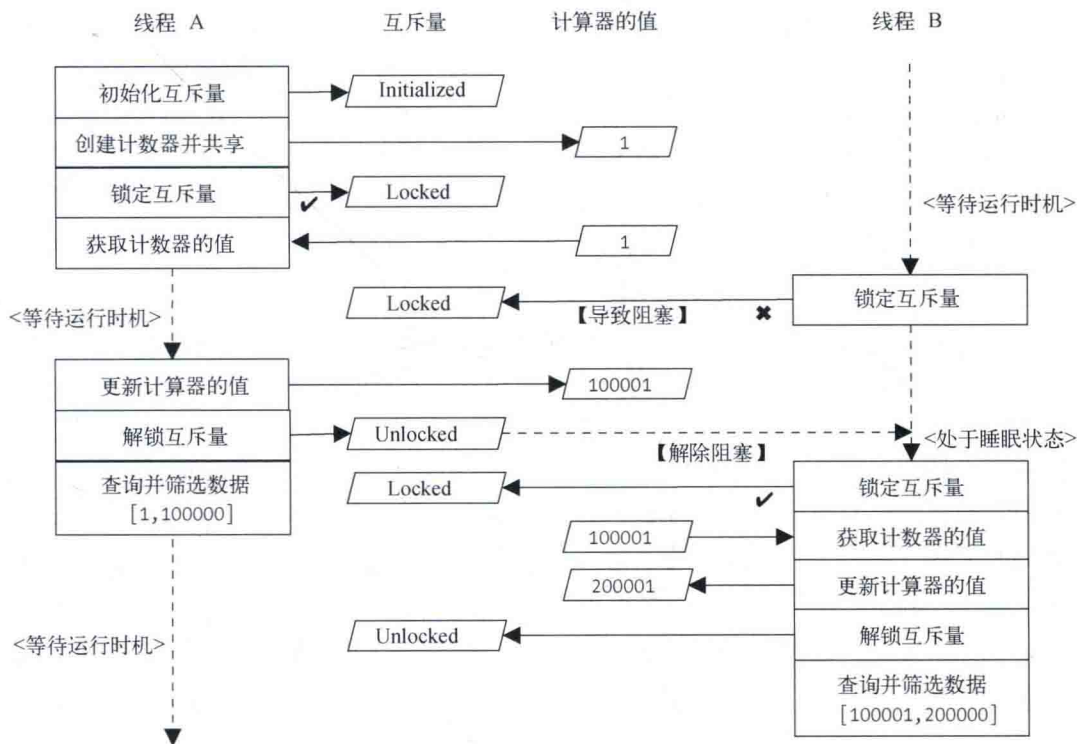 线程 A
互斥量
计算器的值
线程 B
初始化互斥量
Initialized
创建计数器并共享
1
锁定互斥量
✔
Locked
<等待运行时机>
获取计数器的值
1
Locked
【导致阻塞】
✖
锁定互斥量
<等待运行时机>
更新计算器的值
100001
解锁互斥量
Unlocked
【解除阻塞】
<处于睡眠状态>
查询并筛选数据
[1,100000]
Locked
✔
锁定互斥量
100001
获取计数器的值
200001
更新计算器的值
<等待运行时机>
Unlocked
解锁互斥量
查询并筛选数据
[100001,200000]